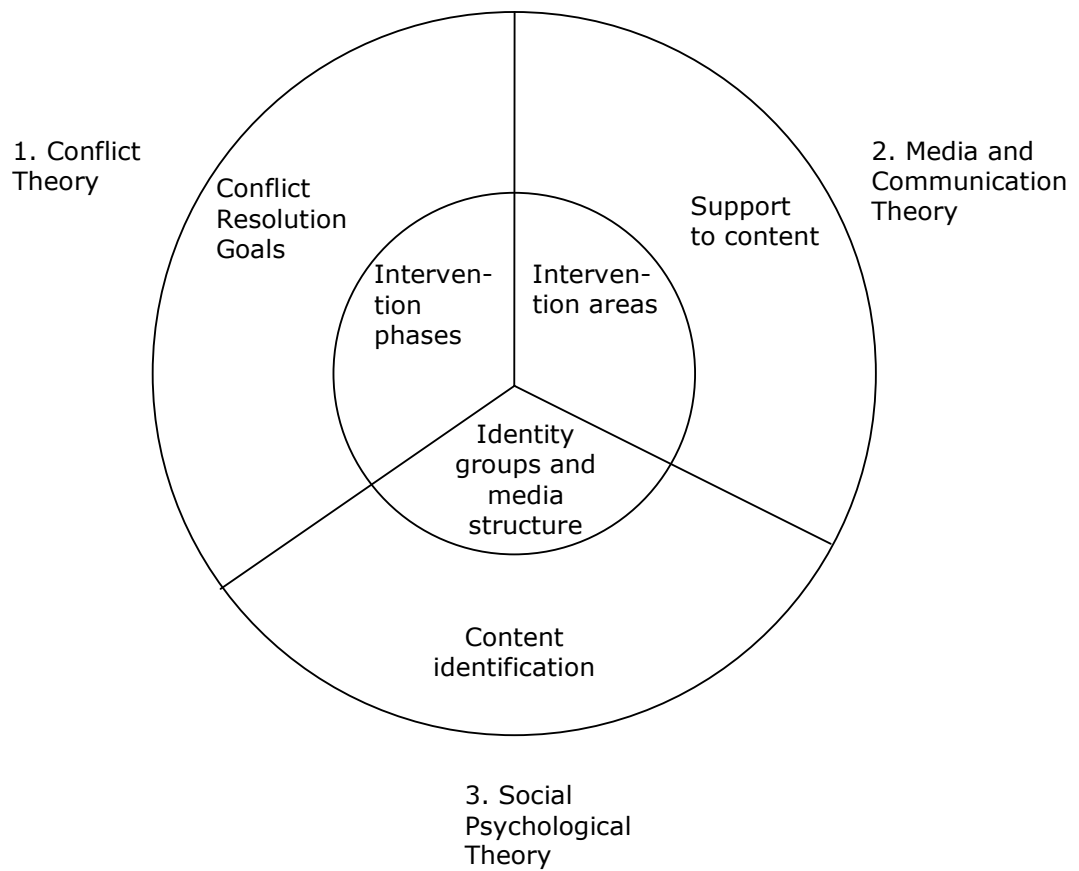 1. Conflict
Theory
Conflict
Resolution
Goals
Interven-
tion
phases
Interven-
tion areas
Support
to content
2. Media and
Communication
Theory
Identity
groups and
media
structure
Content
identification
3. Social
Psychological
Theory